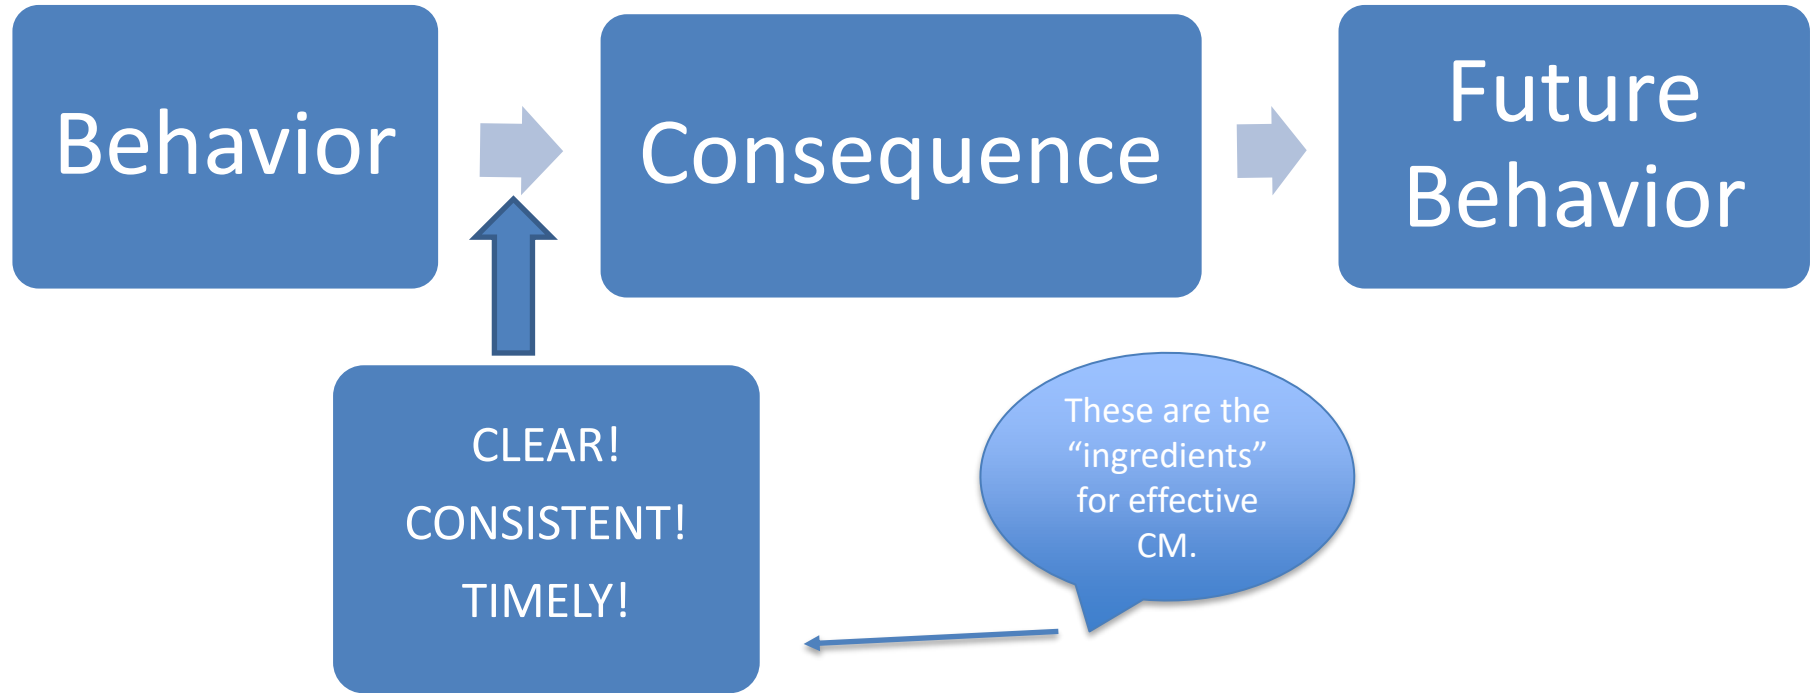 Behavior
Consequence
Future
Behavior
CLEAR!
CONSISTENT!
TIMELY!
These are the
“ingredients”
for effective
CM.